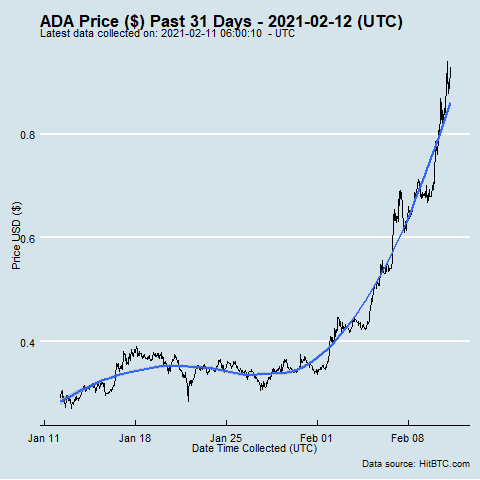 ADA Price ($) Past 31 Days - 2021-02-12 (UTC)
Latest data collected on: 2021-02-11 06:00:10  - UTC
Price USD ($)
0.8
0.6
0.4
Jan 11
Jan 18
Jan 25
Feb 01
Feb 08
Date Time Collected (UTC)
Data source: HitBTC.com